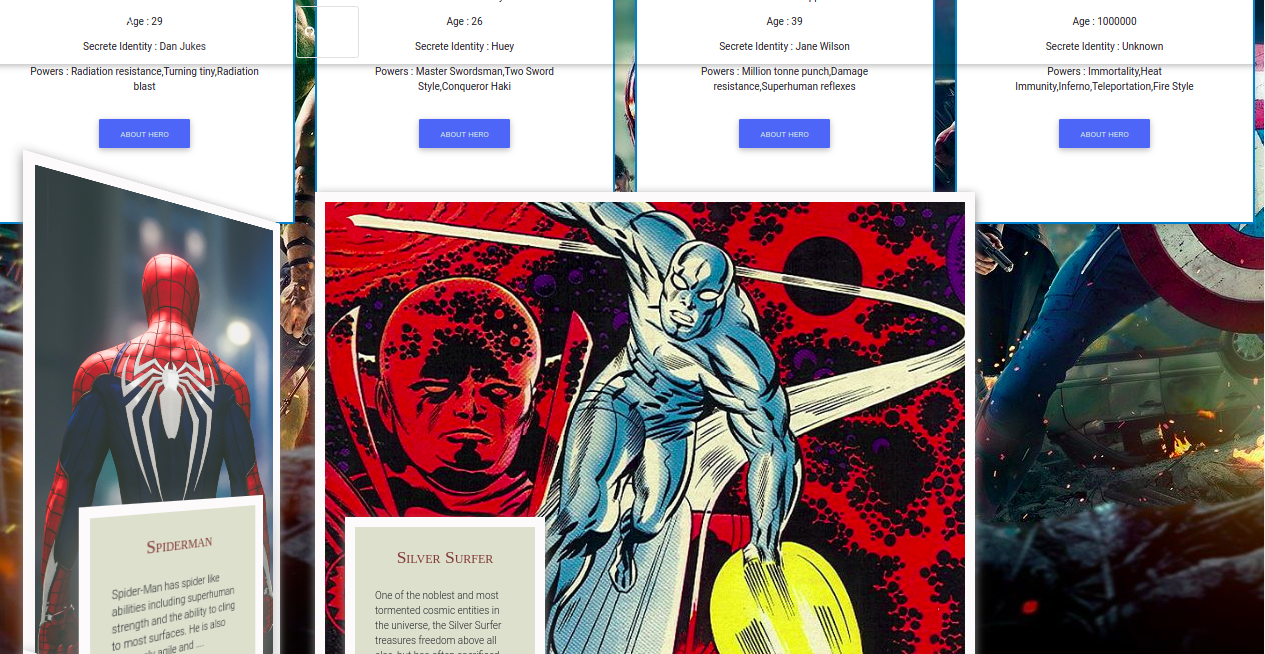 Age : 29
Age : 26
Age : 39
Age : 1000000
Secrete Identity : Dan Jukes
Secrete Identity : Huey
Secrete Identity : Jane Wilson
Secrete Identity : Unknown
Powers : Radiation resistance,Turning tiny,Radiation
blast
Powers : Master Swordsman,Two Sword
Style,Conqueror Haki
Powers : Million tonne punch,Damage
resistance,Superhuman reflexes
Powers : Immortality,Heat
Immunity,Inferno,Teleportation,Fire Style
ABOUT HERO
ABOUT HERO
ABOUT HERO
ABOUT HERO
Spiderman
Spider-Man has spider like
abilities including superhuman
strength and the ability to cling
to most surfaces. He is also
agile and ...
Silver Surfer
One of the noblest and most
tormented cosmic entities in
the universe, the Silver Surfer
treasures freedom above all